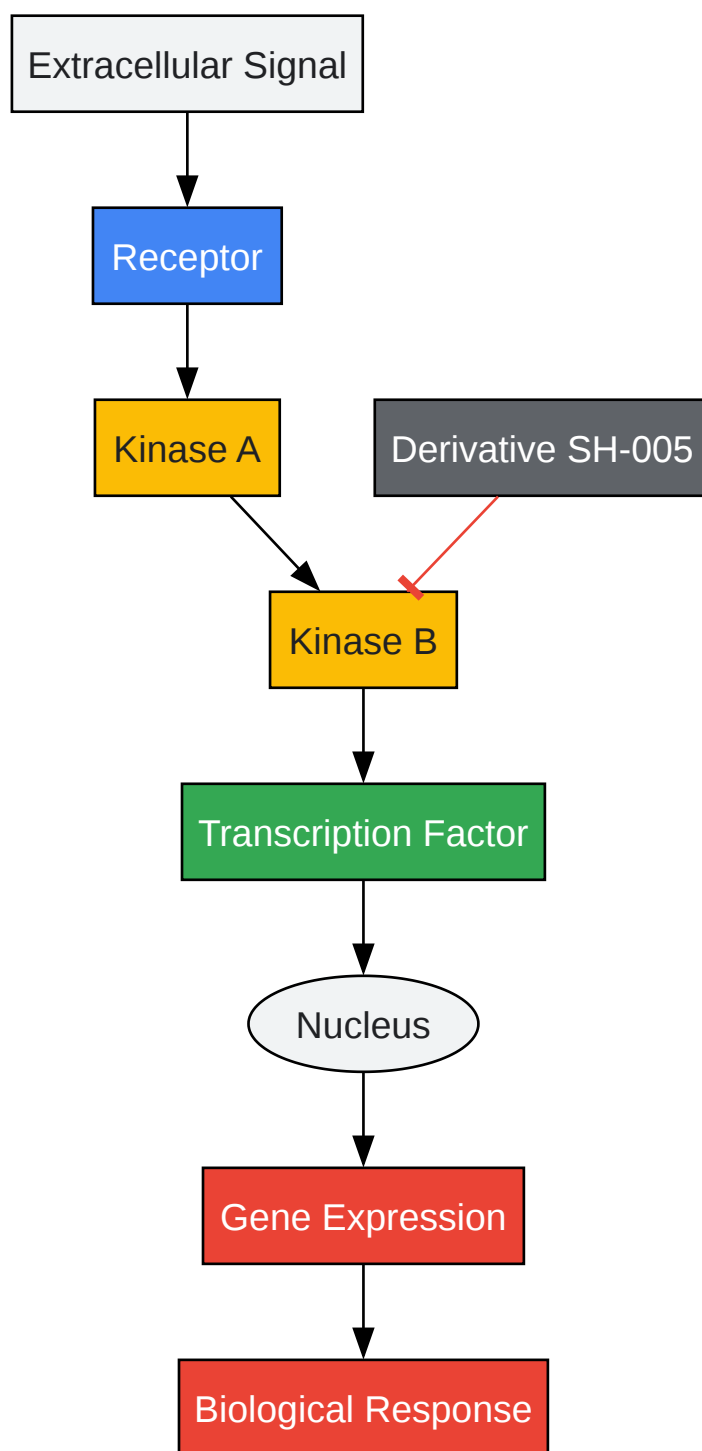 Extracellular Signal
Receptor
Kinase A
Derivative SH-005
Kinase B
Transcription Factor
Nucleus
Gene Expression
Biological Response